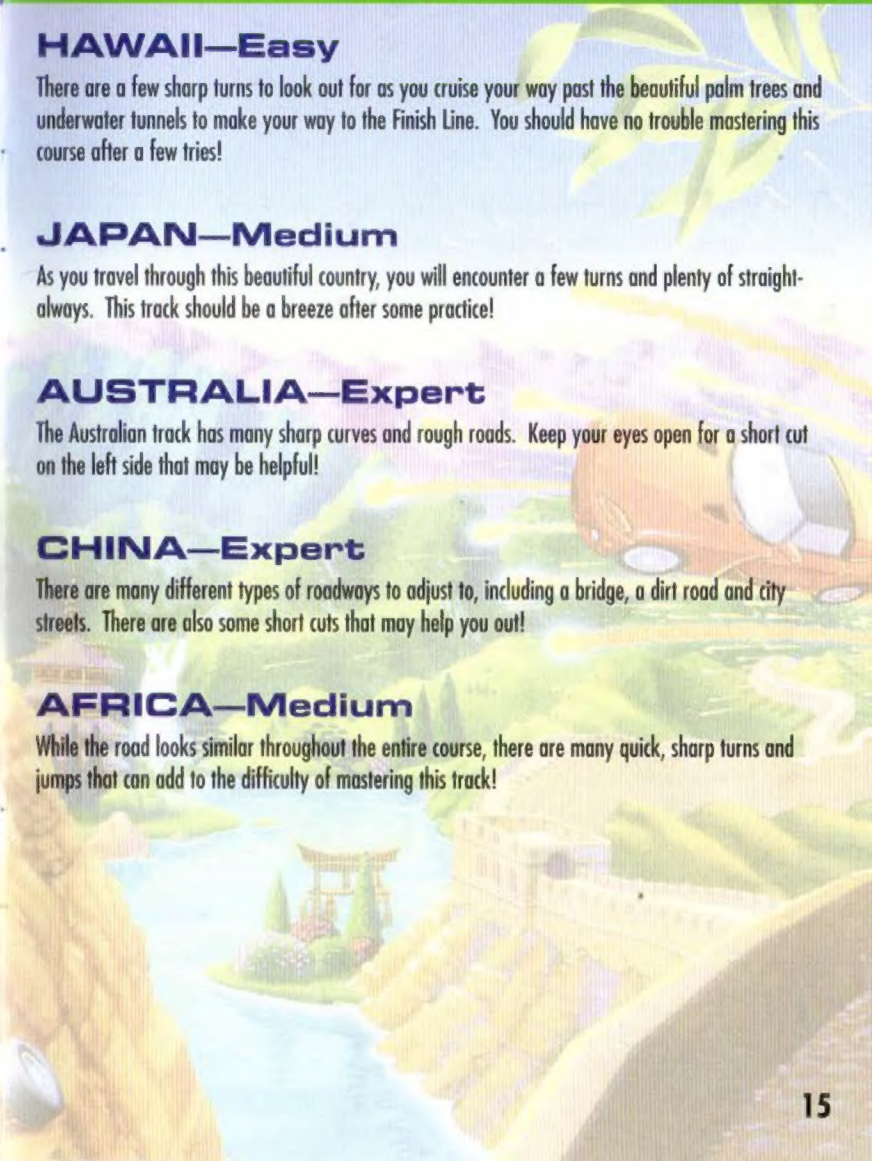 HAWAII—Easy
There are a few sharp turns to look out for as you cruise your way past the beautiful palm trees and
underwater tunnels to make your way to the Finish Line. You should have no trouble mastering this
course after a few tries!
JAPAN—Medium
As you travel through this beautiful country, you will encounter a few turns and plenty of straight-
always. This track should be a breeze after some practice!
AUSTRALIA—Expert
The Australian track has many sharp curves and rough roads. Keep your eyes open for a short cut
on the left side that may be helpful!
CHINA—Expert
There are many different types of roadways to adjust to, including a bridge, a dirt road and city
streets. There are also some short cuts that may help you out!
AFRICA—Medium
While the road looks similar throughout the entire course, there are many quick, sharp turns and
jumps that can add to the difficulty of mastering this track!
15